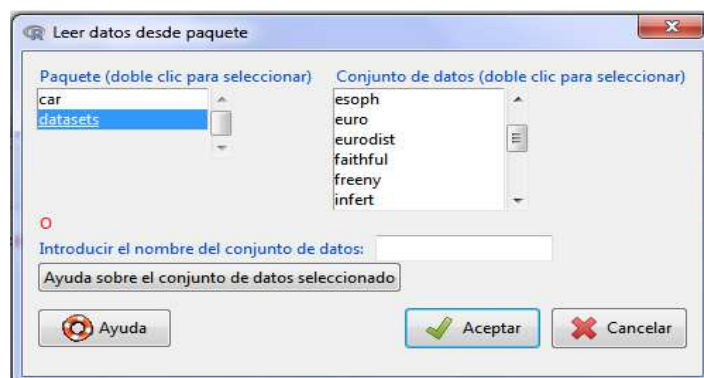 Leer datos desde paquete
Paquete (doble clic para seleccionar)
car
datasets
Conjunto de datos (doble clic para seleccionar)
esoph
euro
eurodist
faithful
freeny
infert
O
Introducir el nombre del conjunto de datos:
Ayuda sobre el conjunto de datos seleccionado
Ayuda
Aceptar
Cancelar